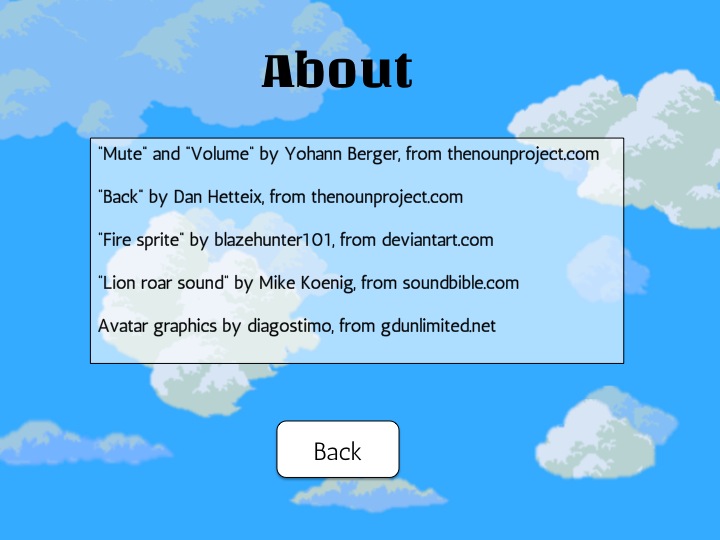 About
"Mute" and "Volume" by Yohann Berger, from thenounproject.com
"Back" by Dan Hetteix, from thenounproject.com
"Fire sprite" by blazehunter101, from deviantart.com
"Lion roar sound" by Mike Koenig, from soundbible.com
Avatar graphics by diagostimo, from gdunlimited.net
Back